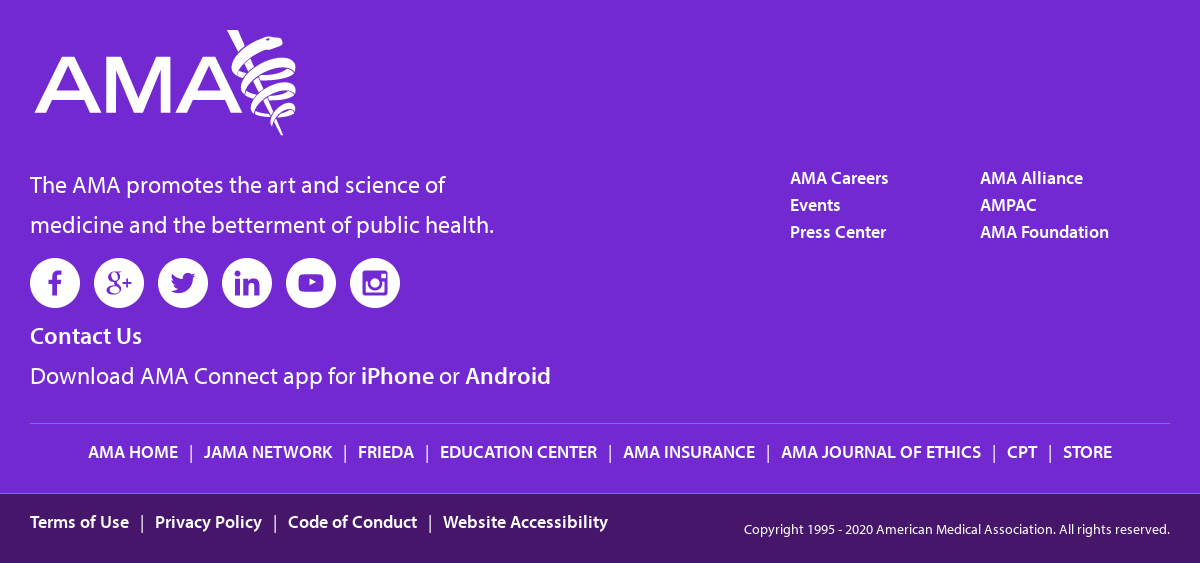 AMA
The AMA promotes the art and science of
medicine and the betterment of public health.
AMA Careers
Events
Press Center
AMA Alliance
AMPAC
AMA Foundation
Contact Us
Download AMA Connect app for iPhone or Android
AMA HOME | JAMA NETWORK | FRIEDA | EDUCATION CENTER | AMA INSURANCE | AMA JOURNAL OF ETHICS | CPT | STORE
Terms of Use | Privacy Policy | Code of Conduct | Website Accessibility
Copyright 1995 - 2020 American Medical Association. All rights reserved.